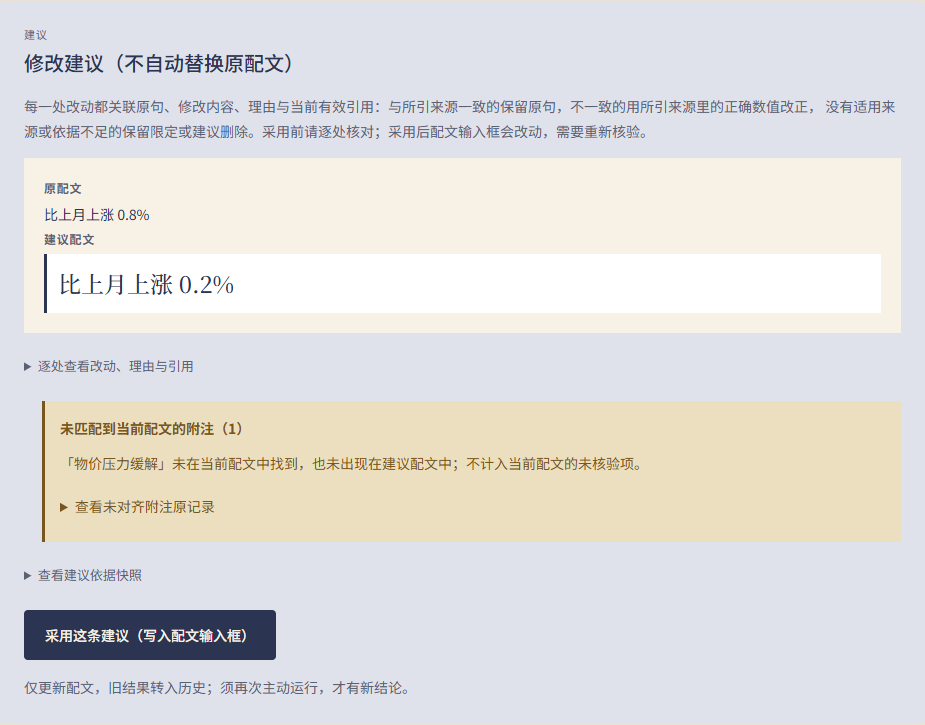 建议
修改建议（不自动替换原配文）
每一处改动都关联原句、修改内容、理由与当前有效引用：与所引来源一致的保留原句，不一致的用所引来源里的正确数值改正， 没有适用来
源或依据不足的保留限定或建议删除。采用前请逐处核对；采用后配文输入框会改动，需要重新核验。
原配文
比上月上涨 0.8%
建议配文
比上月上涨 0.2%
▶ 逐处查看改动、理由与引用
未匹配到当前配文的附注（1）
「物价压力缓解」未在当前配文中找到，也未出现在建议配文中；不计入当前配文的未核验项。
▶ 查看未对齐附注原记录
▶ 查看建议依据快照
采用这条建议（写入配文输入框）
仅更新配文，旧结果转入历史；须再次主动运行，才有新结论。